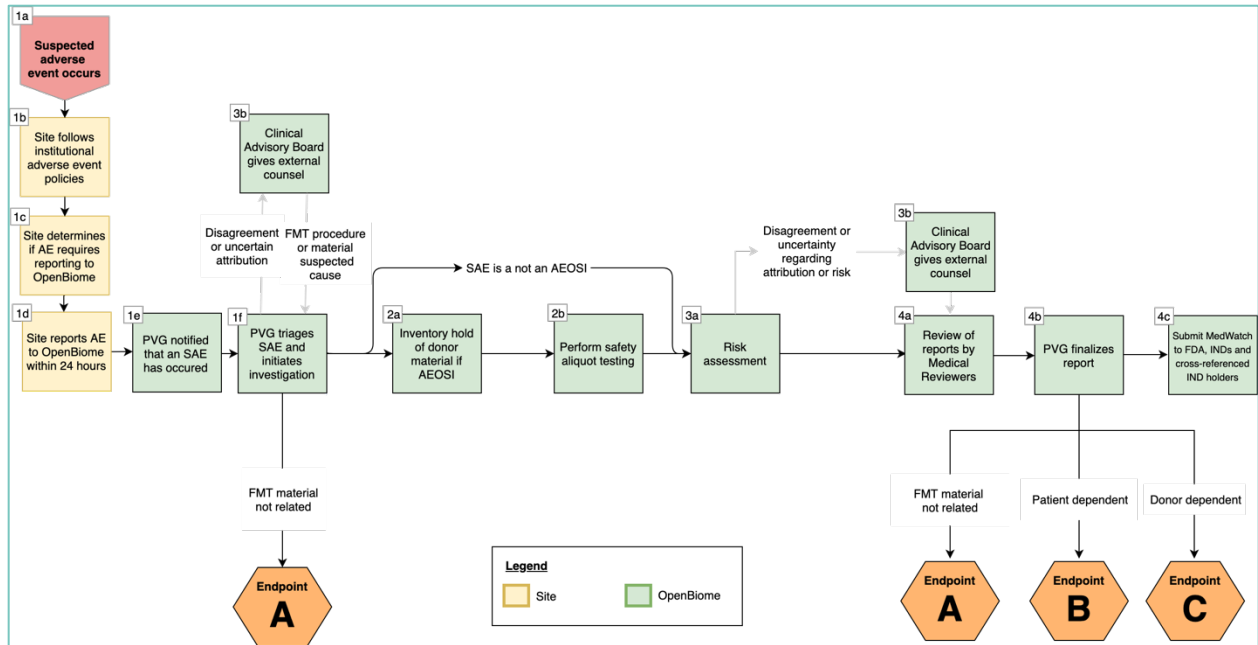 1a
Suspected
adverse
event occurs
1b
Site follows
institutional
adverse event
policies
1c
Site determines
if AE requires
reporting to
OpenBiome
1d
Site reports AE
to OpenBiome
within 24 hours
1e
PVG notified
that an SAE
has occured
1f
PVG triages
SAE and
initiates
investigation
3b
Clinical
Advisory Board
gives external
counsel
Disagreement
or uncertain
attribution
FMT procedure
or material
suspected
cause
SAE is a not an AEOSI
2a
Inventory hold
of donor
material if
AEOSI
2b
Perform safety
aliquot testing
3a
Risk
assessment
Disagreement or
uncertainty
regarding
attribution or risk
3b
Clinical
Advisory Board
gives external
counsel
4a
Review of
reports by
Medical
Reviewers
4b
PVG finalizes
report
4c
Submit MedWatch
to FDA, INDs and
cross-referenced
IND holders
FMT material
not related
Endpoint
A
FMT material
not related
Patient dependent
Donor dependent
Endpoint
A
Endpoint
B
Endpoint
C
Legend
Site
OpenBiome